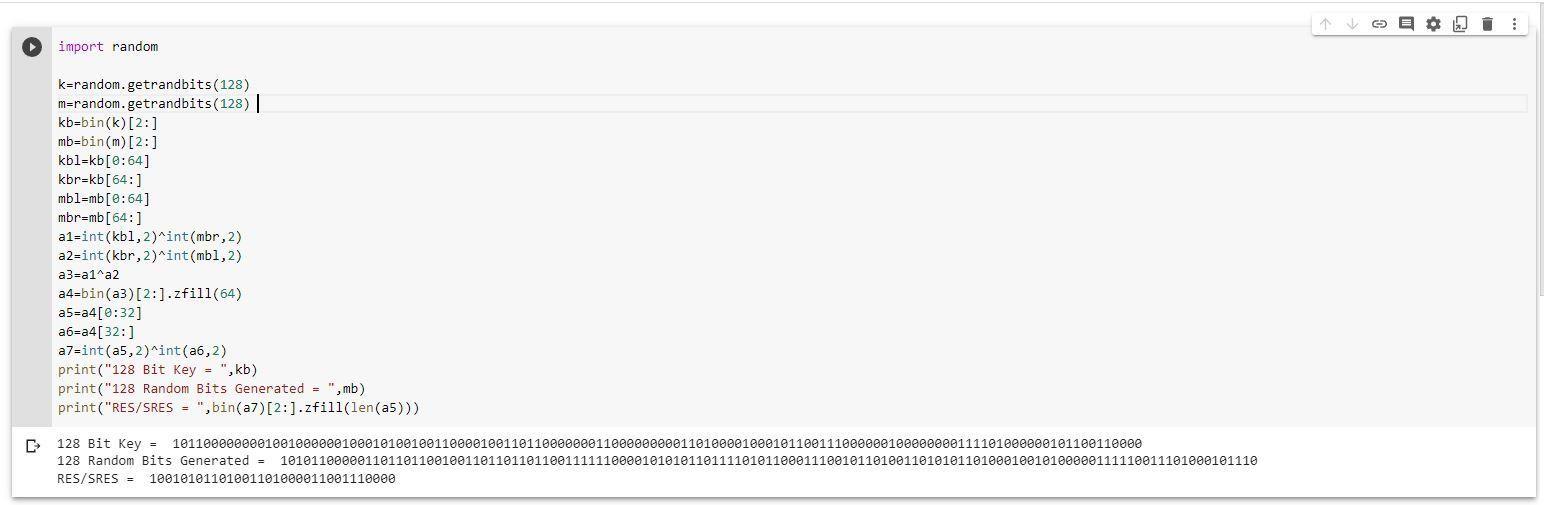 import random
k=random.getrandbits(128)
m=random.getrandbits(128)
kb=bin(k)[2:]
mb=bin(m)[2:]
kbl=kb[0:64]
kbr=kb[64:]
mbl=mb[0:64]
mbr=mb[64:]
a1=int(kbl,2)^int(mbr,2)
a2=int(kbr,2)^int(mbl,2)
a3=a1^a2
a4=bin(a3)[2:].zfill(64)
a5=a4[0:32]
a6=a4[32:]
a7=int(a5,2)^int(a6,2)
print("128 Bit Key = ",kb)
print("128 Random Bits Generated = ",mb)
print("RES/SRES = ",bin(a7)[2:].zfill(len(a5)))
128 Bit Key =
128 Random Bits Generated =
RES/SRES =  10010101101001101000011001110000